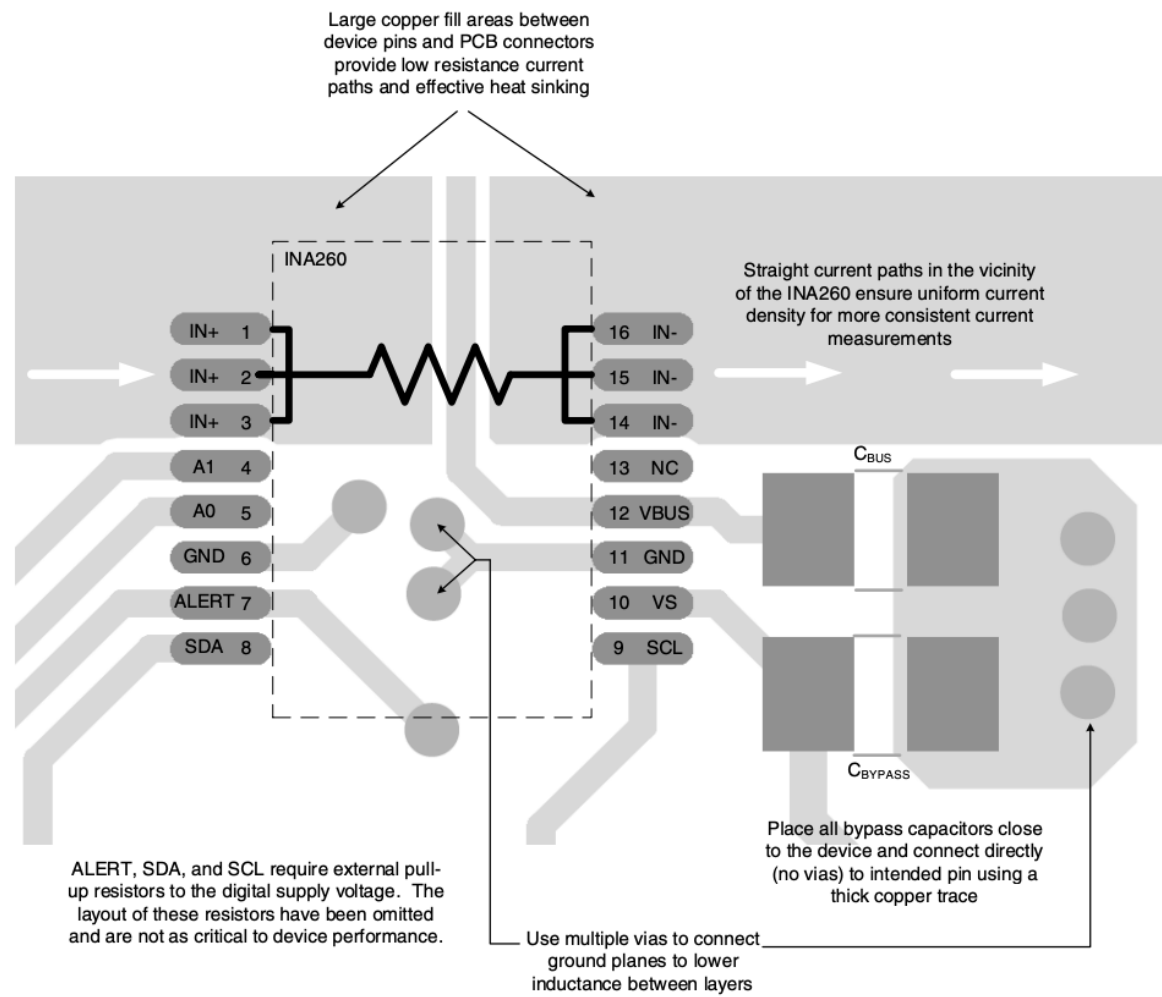 Large copper fill areas between
device pins and PCB connectors
provide low resistance current
paths and effective heat sinking
INA260
Straight current paths in the vicinity
of the INA260 ensure uniform current
density for more consistent current
measurements
IN+ 1
IN+ 2
IN+ 3
A1 4
A0 5
GND 6
ALERT 7
SDA 8
16 IN-
15 IN-
14 IN-
13 NC
12 VBUS
11 GND
10 VS
9 SCL
CBUS
CBYPASS
Place all bypass capacitors close
to the device and connect directly
(no vias) to intended pin using a
thick copper trace
ALERT, SDA, and SCL require external pull-
up resistors to the digital supply voltage. The
layout of these resistors have been omitted
and are not as critical to device performance.
Use multiple vias to connect
ground planes to lower
inductance between layers